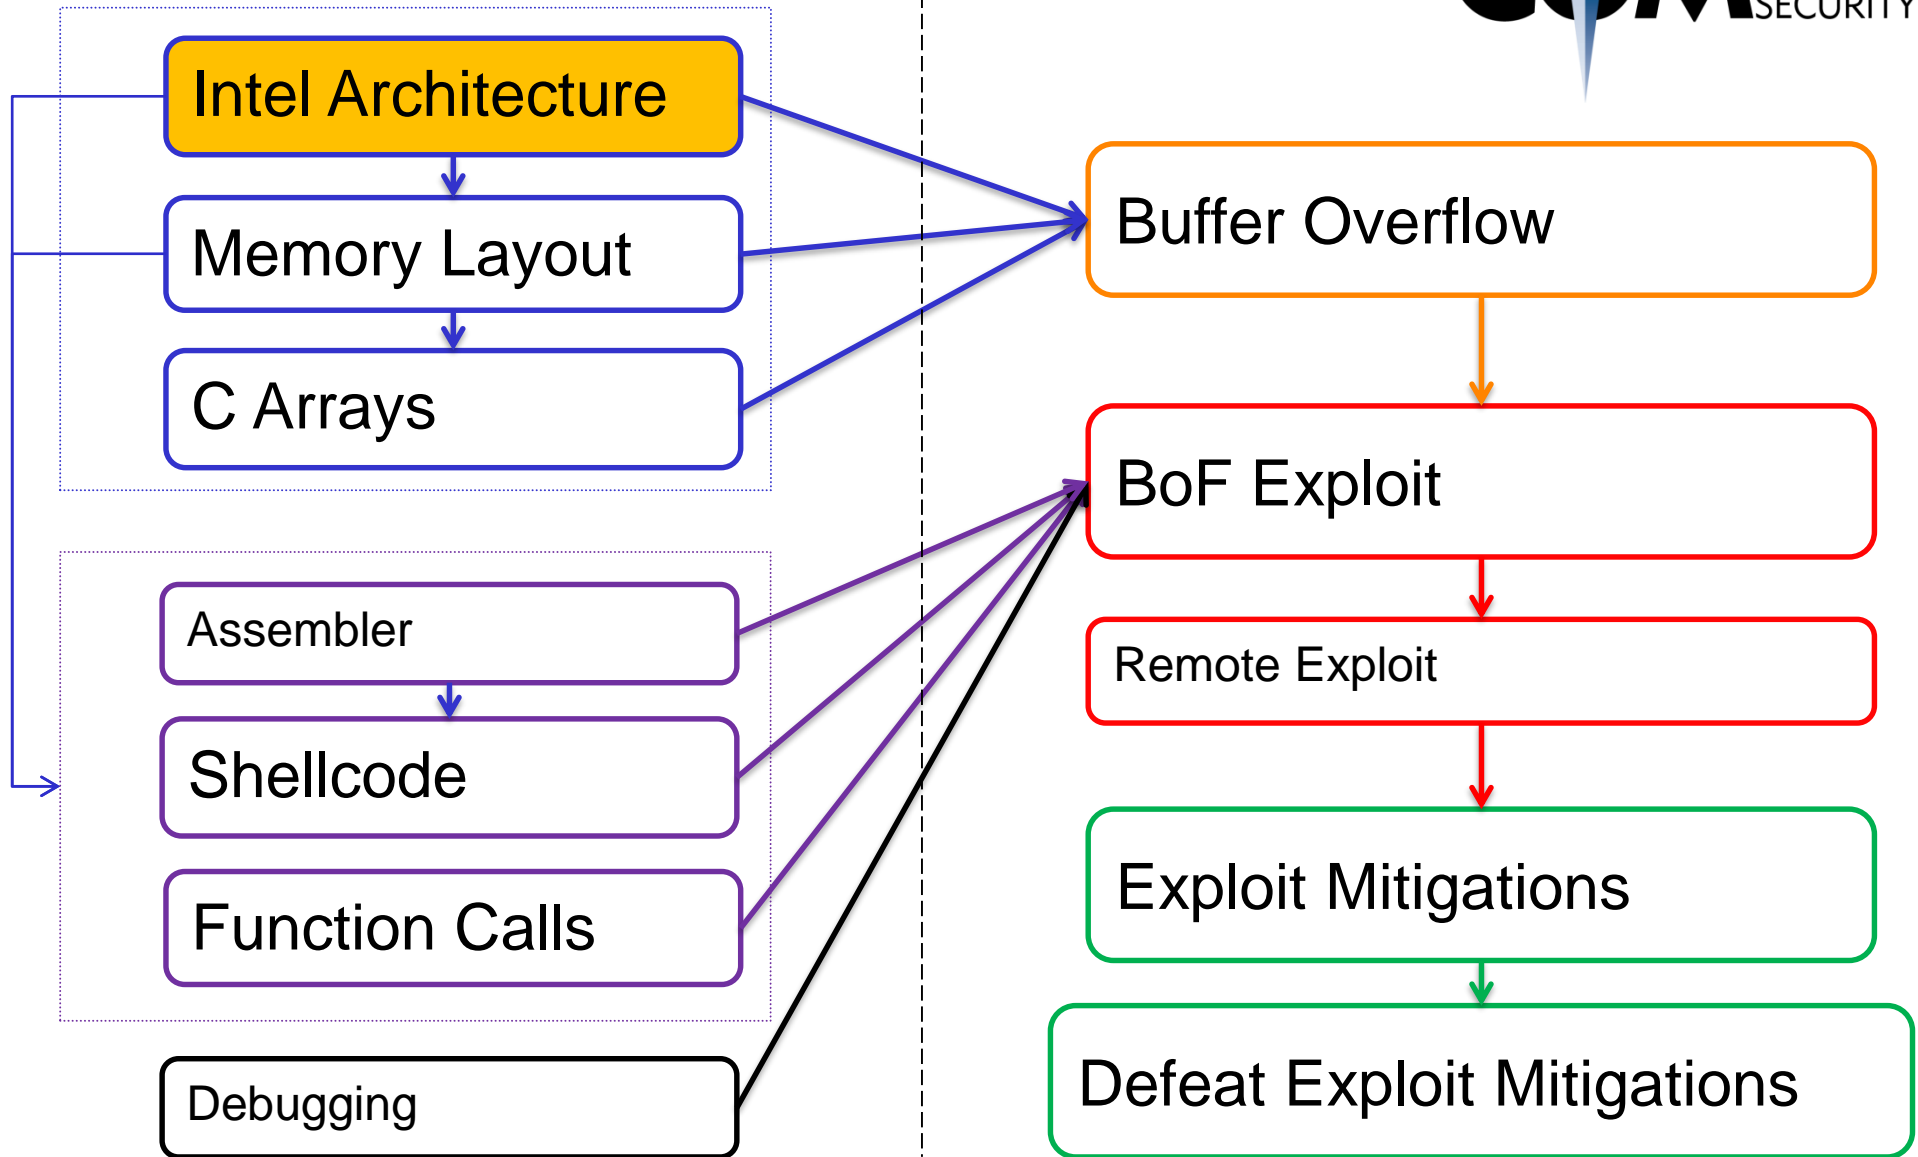 SECURITY
Intel Architecture
Memory Layout
C Arrays
Assembler
Shellcode
Function Calls
Debugging
Buffer Overflow
BoF Exploit
Remote Exploit
Exploit Mitigations
Defeat Exploit Mitigations